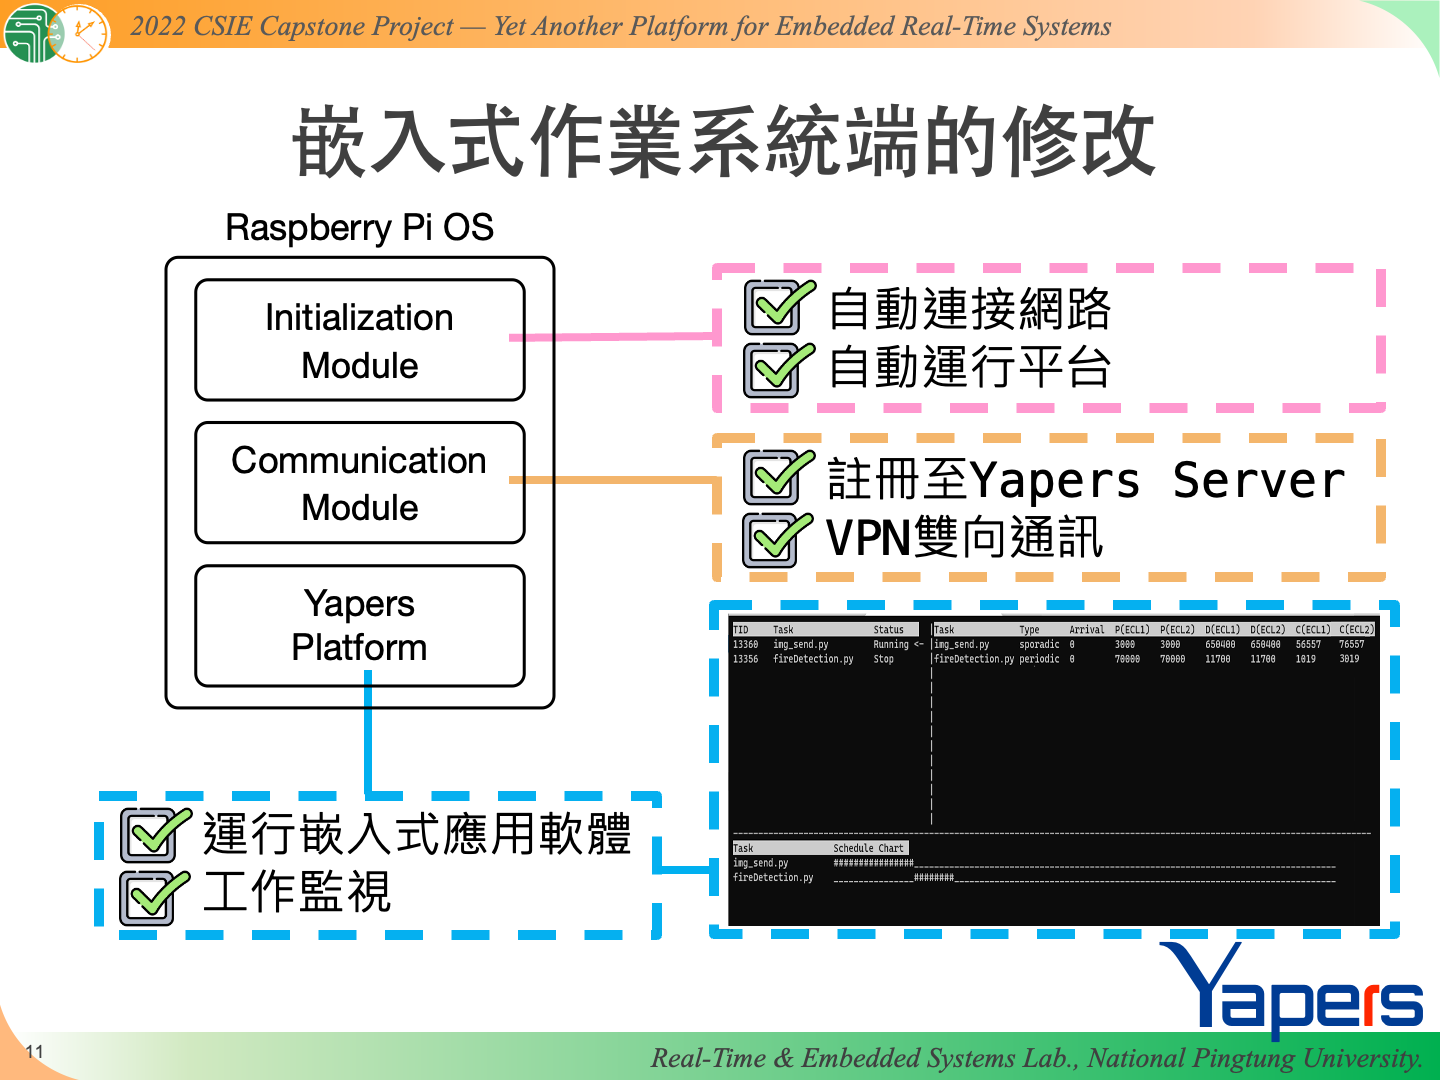 2022 CSIE Capstone Project — Yet Another Platform for Embedded Real-Time Systems
嵌入式作業系統端的修改
Raspberry Pi OS
Initialization
Module
Communication
Module
Yapers
Platform
自動連接網路
自動運行平台
註冊至Yapers Server
VPN雙向通訊
運行嵌入式應用軟體
工作監視
TID Task Status |Task Type Arrival P(ECL1) P(ECL2) D(ECL1) D(ECL2) C(ECL1) C(ECL2)
13360 img_send.py Running <- |img_send.py sporadic 0 3000 3000 650400 650400 56557 76557
13356 fireDetection.py Stop |fireDetection.py periodic 0 70000 70000 11700 11700 1019 3019
Task Schedule Chart
img_send.py ################____________________________________________________________________________________
fireDetection.py ________________########____________________________________________________________________________
Yapers
11
Real-Time & Embedded Systems Lab., National Pingtung University.